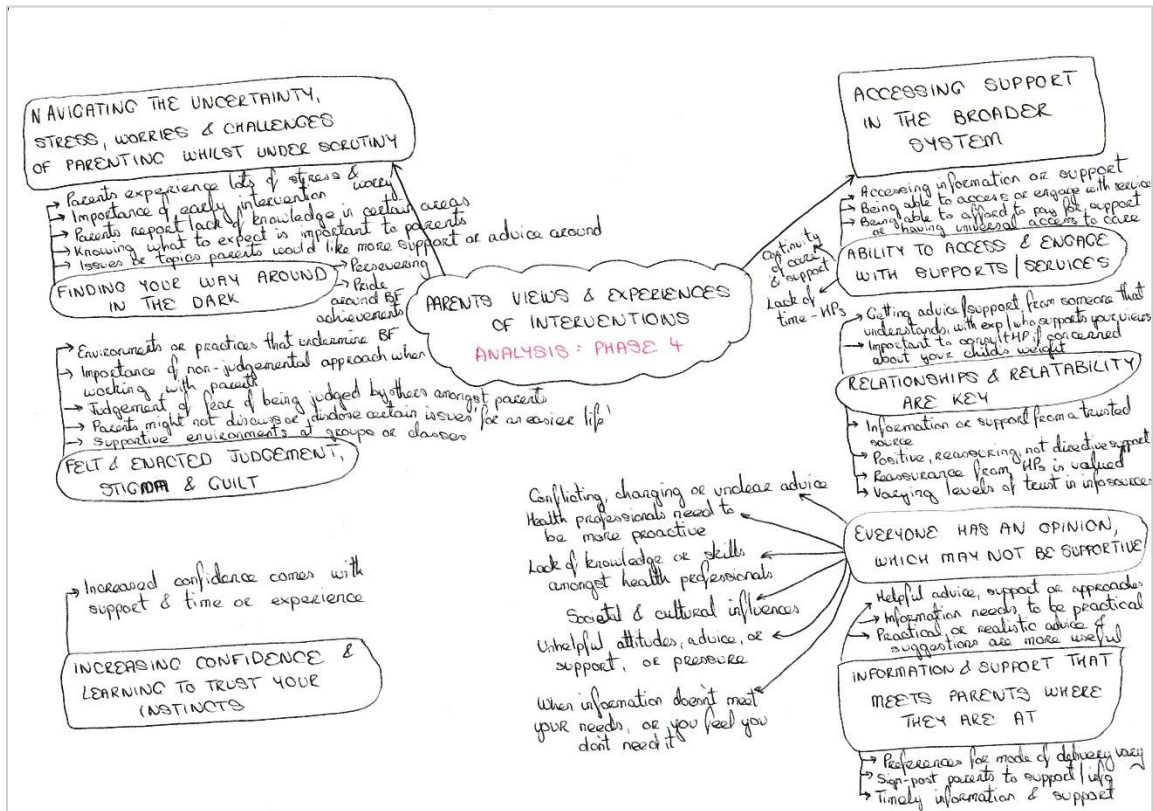 NAVIGATING THE UNCERTAINTY,
STRESS, WORRIES & CHALLENGES
OF PARENTING WHILST UNDER SCRUTINY
Parents experience lots of stress & worry
Importance of early intervention
Parents report lack of knowledge in certain areas
Knowing what to expect is important to parents
Issues or topics parents would like more support or advice around
FINDING YOUR WAY AROUND
IN THE DARK
Persevering
Pride
around BF
achievements
Environments or practices that undermine BF
Importance of non-judgemental approach when
working with parents
Judgement of fear of being judged by others amongst parents
Parents might not discuss or disclose certain issues 'for an easier life'
Supportive environments at groups or classes
FELT & ENACTED JUDGEMENT,
STIGMA & GUILT
Increased confidence comes with
support & time or experience
INCREASING CONFIDENCE &
LEARNING TO TRUST YOUR
INSTINCTS
PARENTS VIEWS & EXPERIENCES
OF INTERVENTIONS
ANALYSIS: PHASE 4
ACCESSING SUPPORT
IN THE BROADER
SYSTEM
Accessing information or support
Being able to access or engage with service
Being able to afford to pay for support
or having universal access to care
ABILITY TO ACCESS & ENGAGE
WITH SUPPORTS/SERVICES
Continuity
of care
& support
Lack of
time - HPs
Getting advice/support from someone that
understands, with exp/who supports your views
Important to consult HP if concerned
about your child's weight
RELATIONSHIPS & RELATABILITY
ARE KEY
Information or support from a trusted
source
Positive, reassuring, not directive support
Reassurance from HPs is valued
Varying levels of trust in info sources
EVERYONE HAS AN OPINION,
WHICH MAY NOT BE SUPPORTIVE
Conflicting, changing or unclear advice
Health professionals need to
be more proactive
Lack of knowledge or skills
amongst health professionals
Societal & cultural influences
Unhelpful attitudes, advice, or
support, or pressure
When information doesn't meet
your needs, or you feel you
don't need it
Helpful advice, support or approaches
Information needs to be practical
Practical or realistic advice &
suggestions are more useful
INFORMATION & SUPPORT THAT
MEETS PARENTS WHERE
THEY ARE AT
Preferences for mode of delivery vary
Sign-post parents to support/info
Timely information & support